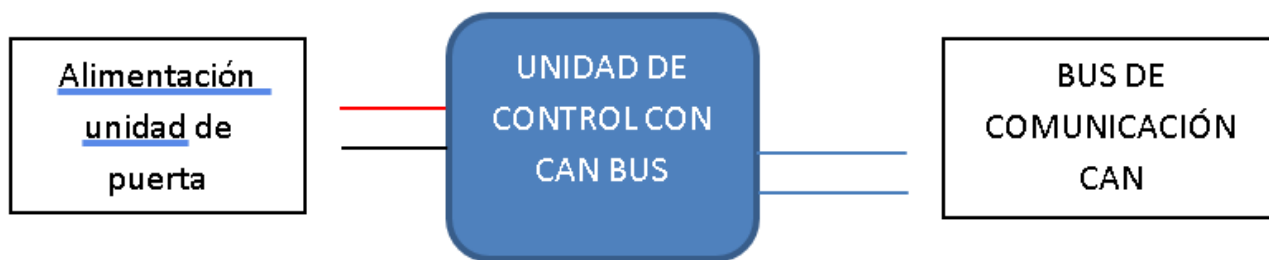 Alimentación
unidad de
puerta
UNIDAD DE
CONTROL CON
CAN BUS
BUS DE
COMUNICACIÓN
CAN